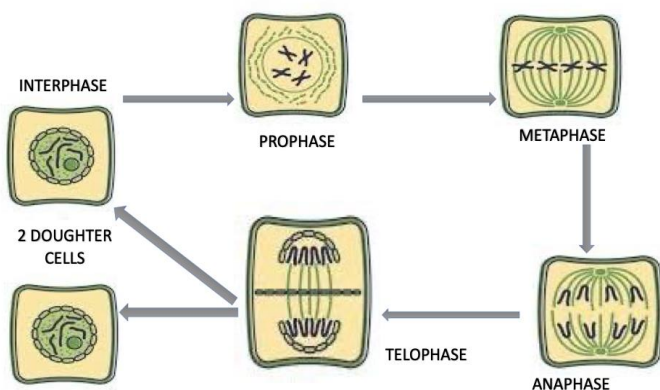 INTERPHASE
PROPHASE
METAPHASE
2 DOUGHTER
CELLS
TELOPHASE
ANAPHASE